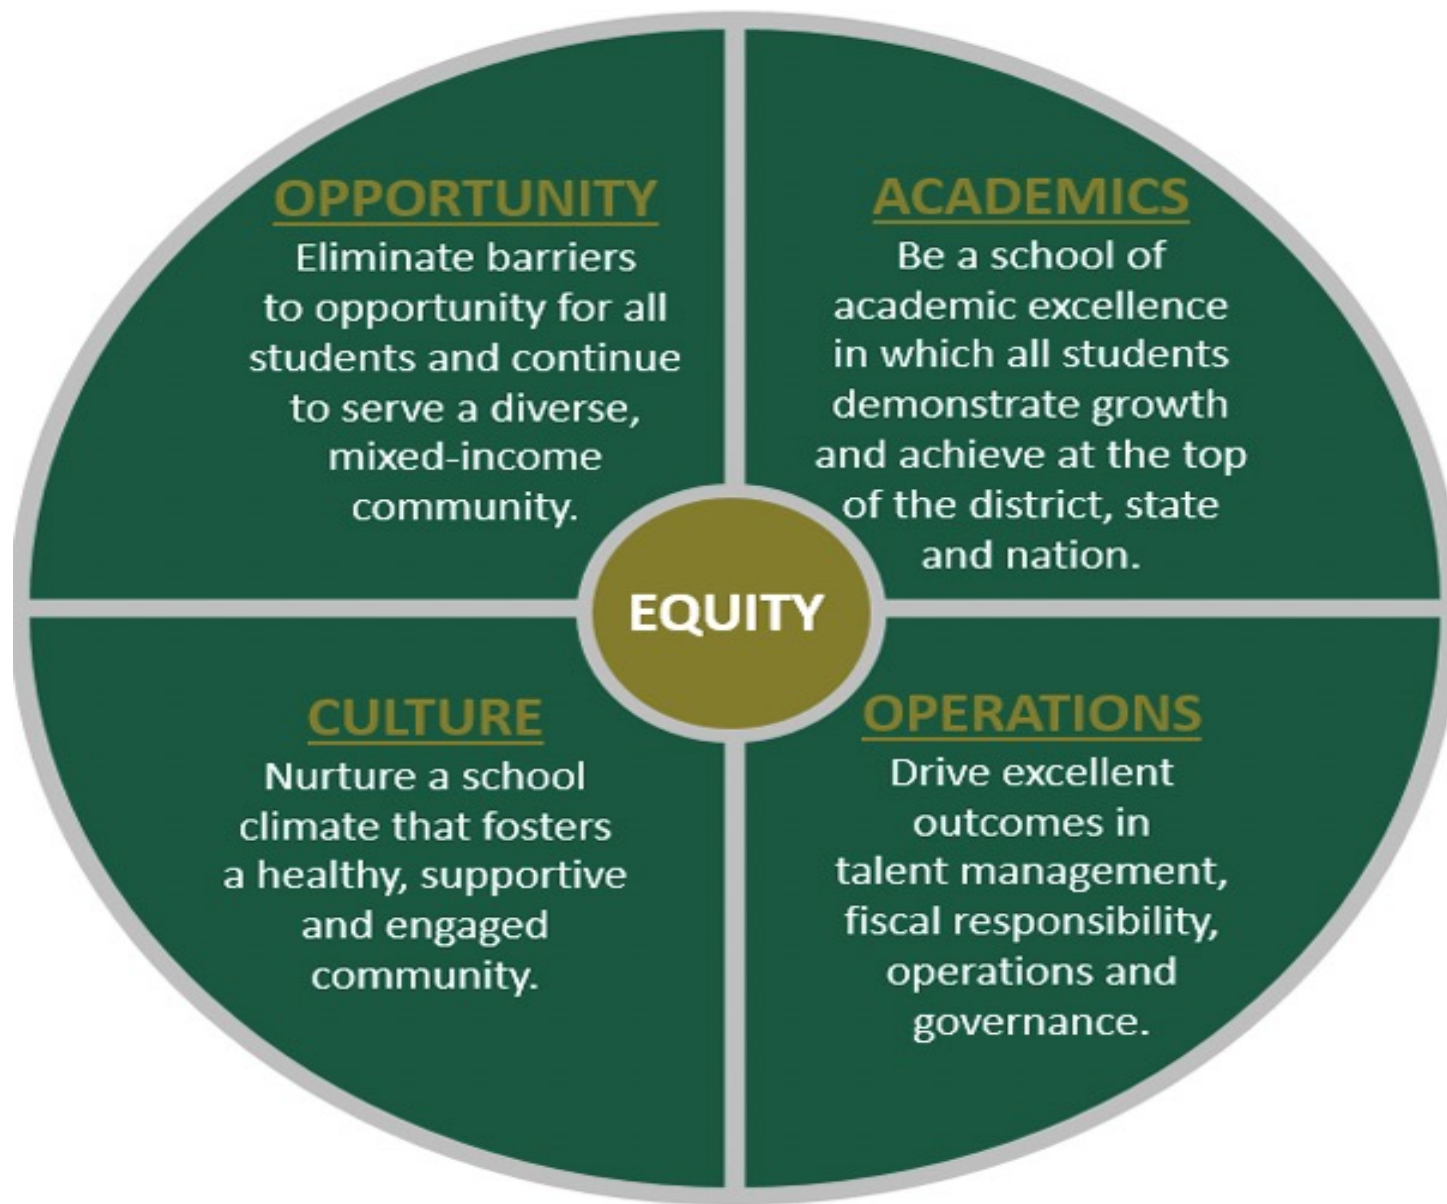 OPPORTUNITY
Eliminate barriers
to opportunity for all
students and continue
to serve a diverse,
mixed-income
community.
ACADEMICS
Be a school of
academic excellence
in which all students
demonstrate growth
and achieve at the top
of the district, state
and nation.
EQUITY
CULTURE
Nurture a school
climate that fosters
a healthy, supportive
and engaged
community.
OPERATIONS
Drive excellent
outcomes in
talent management,
fiscal responsibility,
operations and
governance.